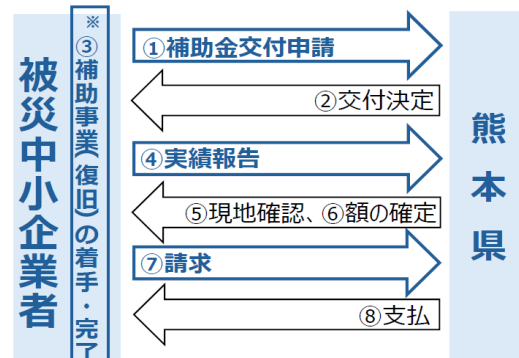 被災中小企業者
※
③補助事業(復旧)の着手・完了
①補助金交付申請
②交付決定
④実績報告
⑤現地確認、⑥額の確定
⑦請求
⑧支払
熊本県